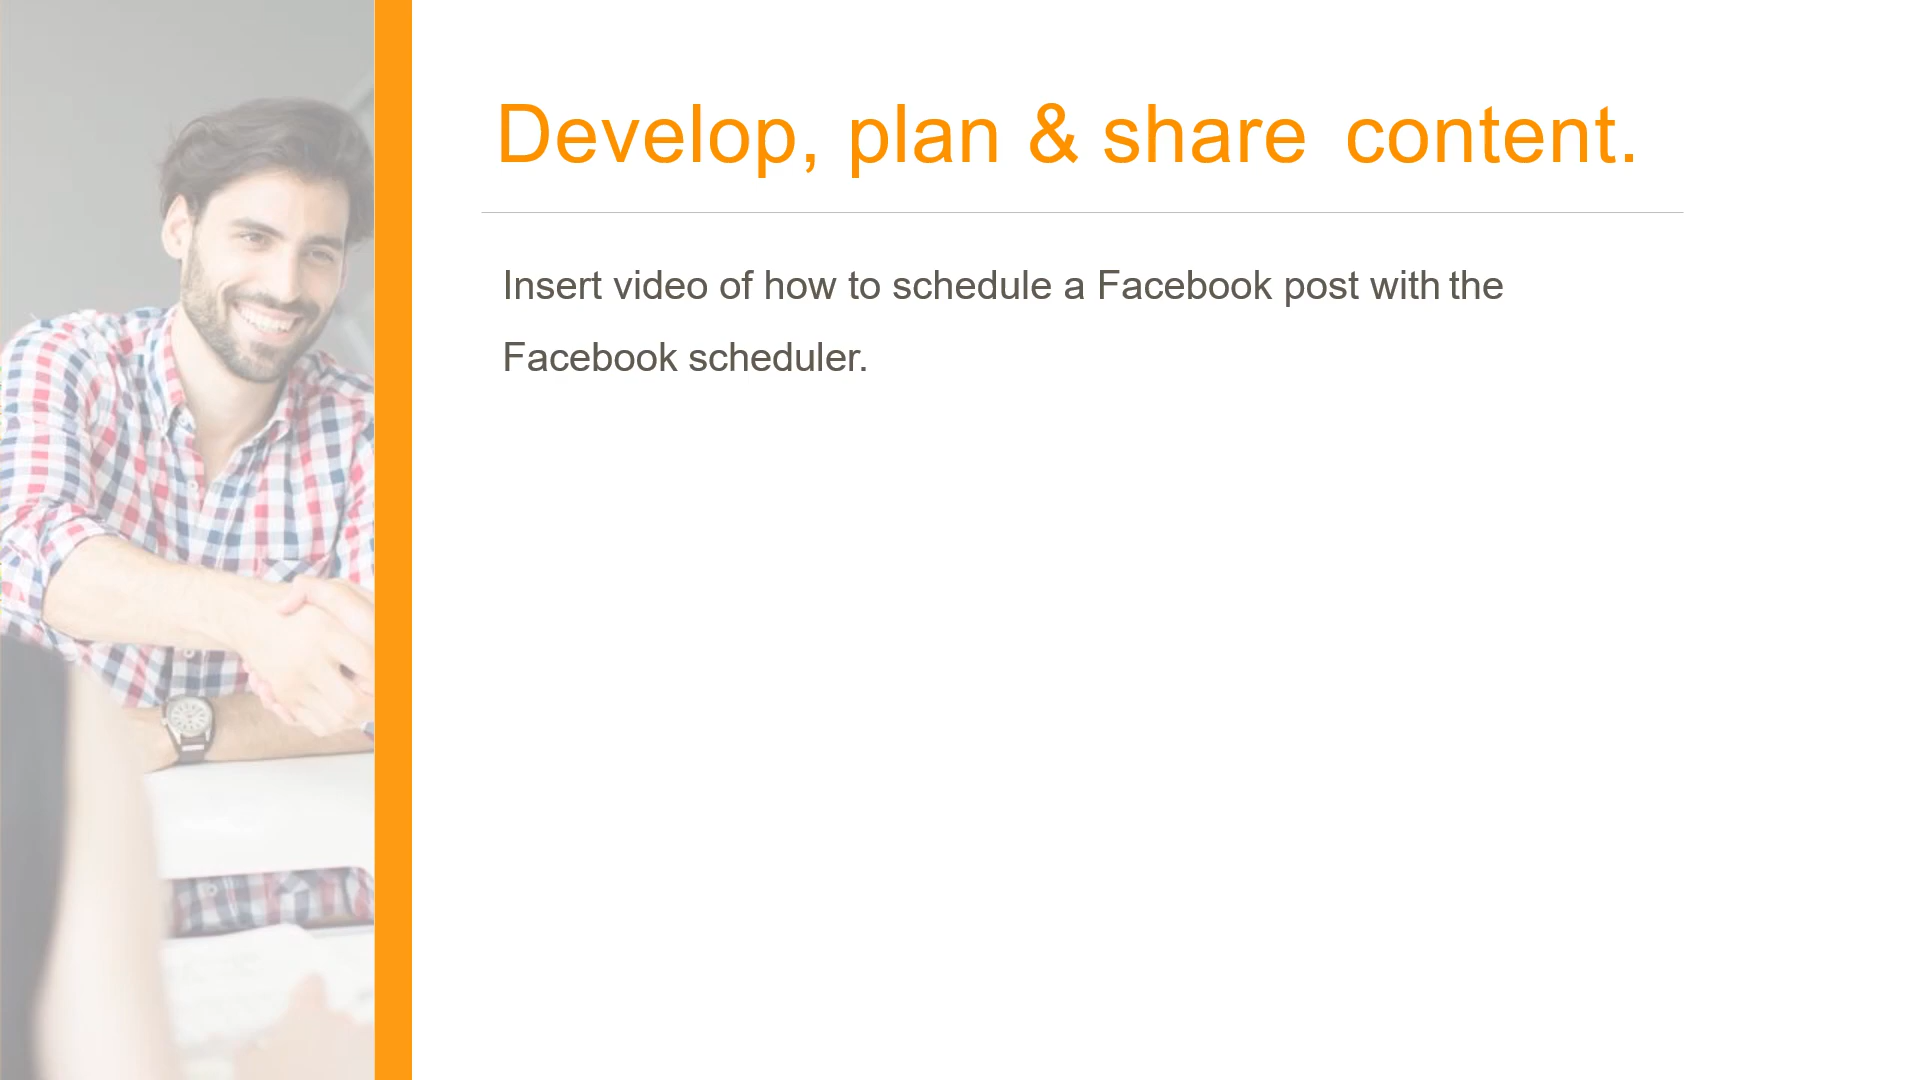 Develop, plan & share content.
Insert video of how to schedule a Facebook post with the
Facebook scheduler.